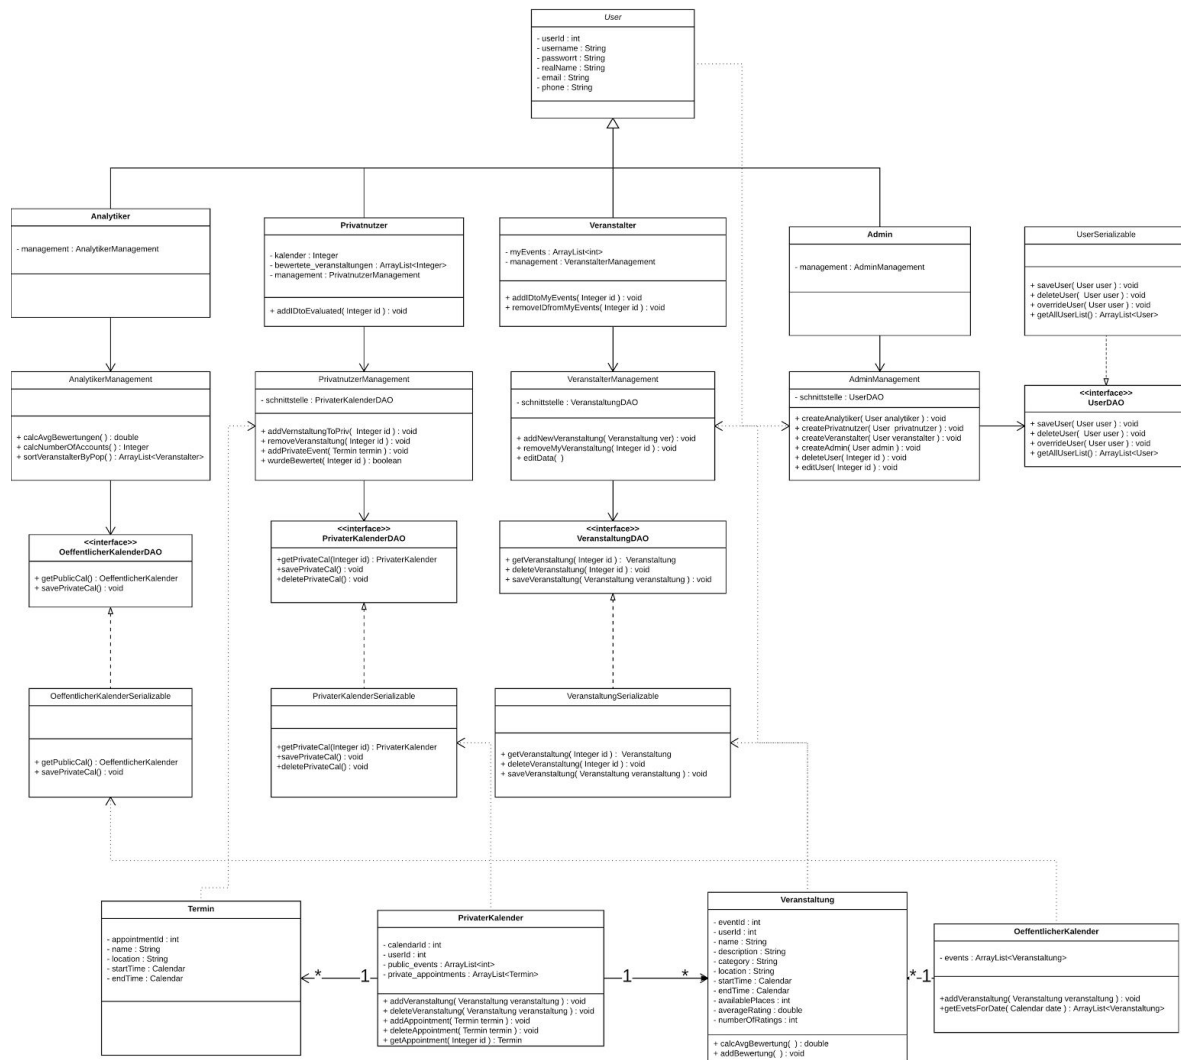 User
- userId : int
- username : String
- passworrt : String
- realName : String
- email : String
- phone : String
Analytiker
- management : AnalytikerManagement
Privatnutzer
- kalender : Integer
- bewertete_veranstaltungen : ArrayList<Integer>
- management : PrivatnutzerManagement
+ addIDtoEvaluated( Integer id ) : void
Veranstalter
- myEvents : ArrayList<int>
- management : VeranstalterManagement
+ addIDtoMyEvents( Integer id ) : void
+ removeIDfromMyEvents( Integer id ) : void
Admin
- management : AdminManagement
UserSerializable
+ saveUser( User user ) : void
+ deleteUser( User user ) : void
+ overrideUser( User user ) : void
+ getAllUserList() : ArrayList<User>
AnalytikerManagement
+ calcAvgBewertungen( ) : double
+ calcNumberOfAccounts( ) : Integer
+ sortVeranstalterByPop( ) : ArrayList<Veranstalter>
PrivatnutzerManagement
- schnittstelle : PrivaterKalenderDAO
+ addVernstaltungToPriv( Integer id ) : void
+ removeVeranstaltung( Integer id ) : void
+ addPrivateEvent( Termin termin ) : void
+ wurdeBewertet( Integer id ) : boolean
VeranstalterManagement
- schnittstelle : VeranstaltungDAO
+ addNewVeranstaltung( Veranstaltung ver) : void
+ removeMyVeranstaltung( Integer id ) : void
+ editData( )
AdminManagement
- schnittstelle : UserDAO
+ createAnalytiker( User analytiker ) : void
+ createPrivatnutzer( User privatnutzer ) : void
+ createVeranstalter( User veranstalter ) : void
+ createAdmin( User admin ) : void
+ deleteUser( Integer id ) : void
+ editUser( Integer id ) : void
<<interface>>
UserDAO
+ saveUser( User user ) : void
+ deleteUser( User user ) : void
+ overrideUser( User user ) : void
+ getAllUserList() : ArrayList<User>
<<interface>>
OeffentlicherKalenderDAO
+ getPublicCal() : OeffentlicherKalender
+ savePrivateCal() : void
<<interface>>
PrivaterKalenderDAO
+getPrivateCal(Integer id) : PrivaterKalender
+savePrivateCal() : void
+deletePrivateCal() : void
<<interface>>
VeranstaltungDAO
+ getVeranstaltung( Integer id ) : Veranstaltung
+ deleteVeranstaltung( Integer id ) : void
+ saveVeranstaltung( Veranstaltung veranstaltung ) : void
OeffentlicherKalenderSerializable
+ getPublicCal() : OeffentlicherKalender
+ savePrivateCal() : void
PrivaterKalenderSerializable
+getPrivateCal(Integer id) : PrivaterKalender
+savePrivateCal() : void
+deletePrivateCal() : void
VeranstaltungSerializable
+ getVeranstaltung( Integer id ) : Veranstaltung
+ deleteVeranstaltung( Integer id ) : void
+ saveVeranstaltung( Veranstaltung veranstaltung ) : void
Termin
- appointmentId : int
- name : String
- location : String
- startTime : Calendar
- endTime : Calendar
* 1
PrivaterKalender
- calendarId : int
- userId : int
- public_events : ArrayList<int>
- private_appointments : ArrayList<Termin>
+ addVeranstaltung( Veranstaltung veranstaltung ) : void
+ deleteVeranstaltung( Veranstaltung veranstaltung ) : void
+ addAppointment( Termin termin ) : void
+ deleteAppointment( Termin termin ) : void
+ getAppointment( Integer id ) : Termin
1 *
Veranstaltung
- eventId : int
- userId : int
- name : String
- description : String
- category : String
- location : String
- startTime : Calendar
- endTime : Calendar
- availablePlaces : int
- averageRating : double
- numberOfRatings : int
+ calcAvgBewertung( ) : double
+ addBewertung( ) : void
* 1
OeffentlicherKalender
- events : ArrayList<Veranstaltung>
+addVeranstaltung( Veranstaltung veranstaltung ) : void
+getEvetsForDate( Calendar date ) : ArrayList<Veranstaltung>